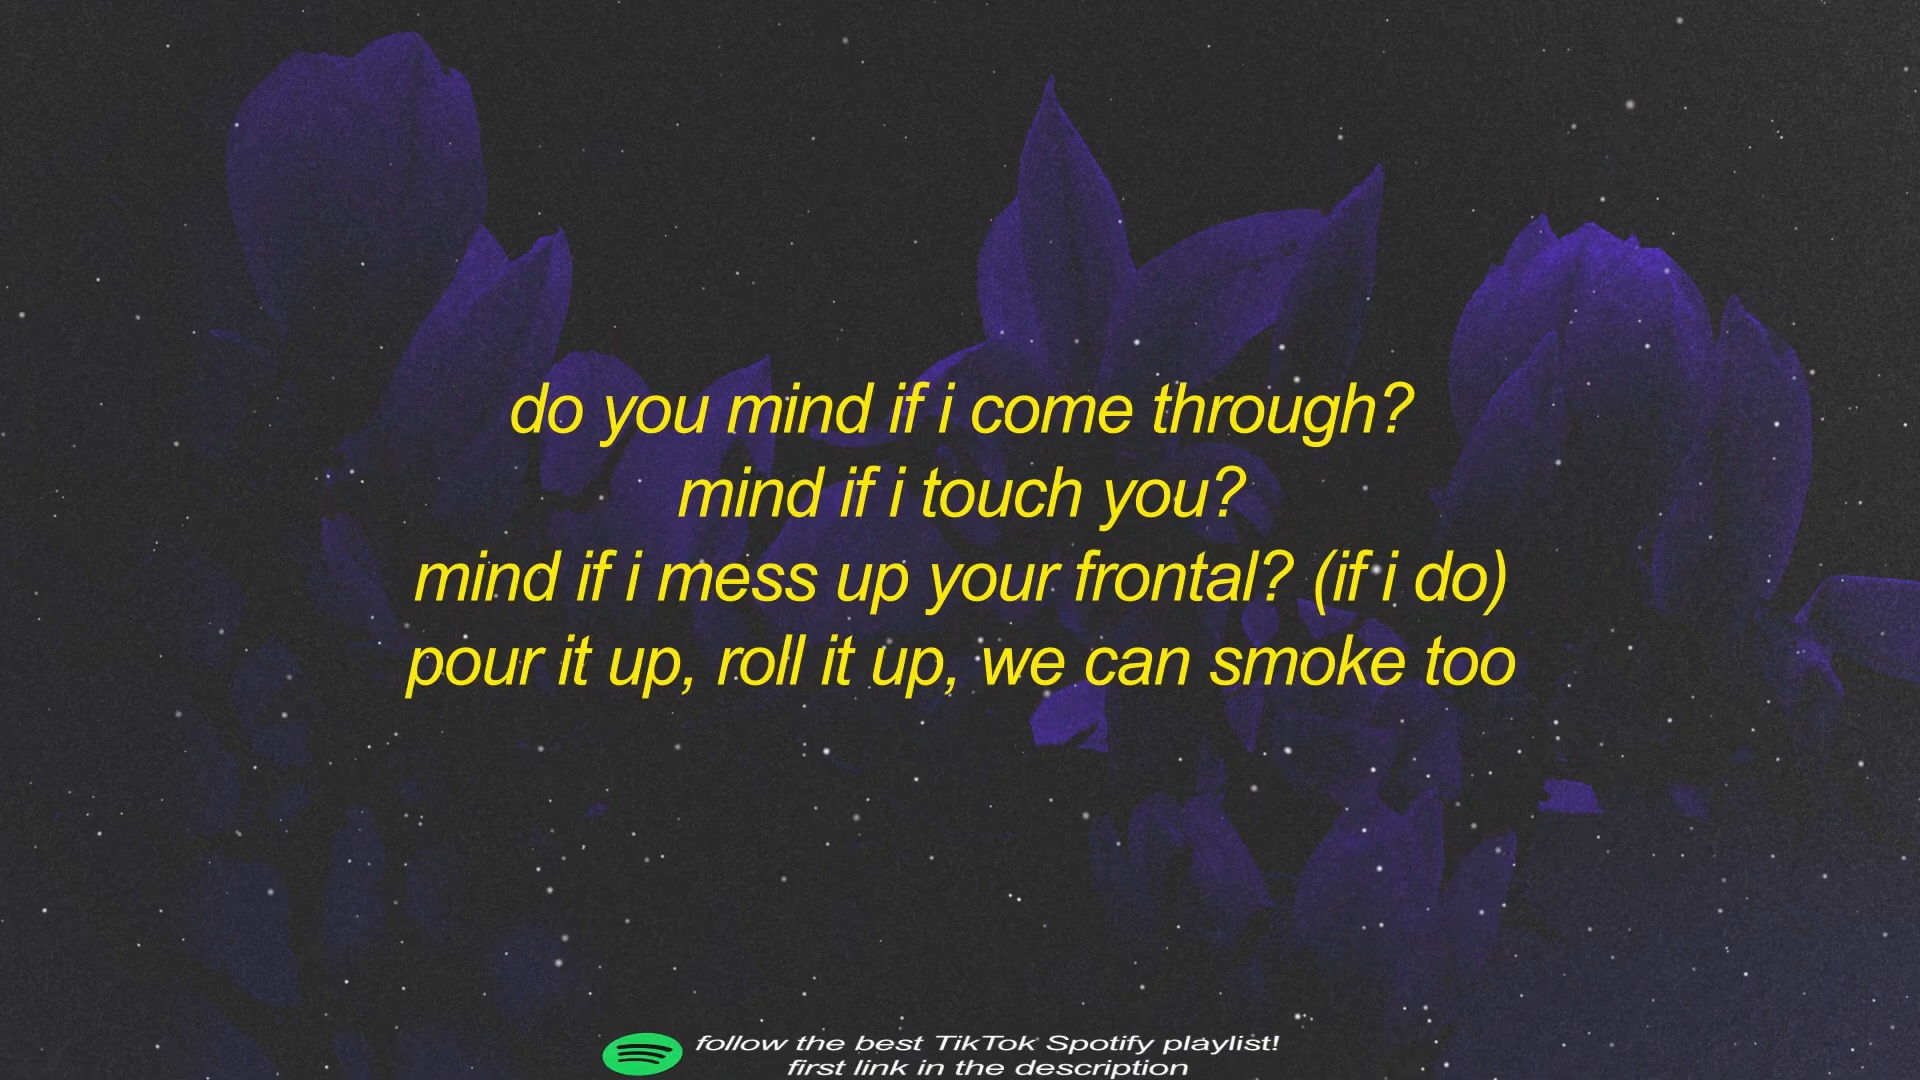 do you mind if i come through?
mind if i touch you?
mind if i mess up your frontal? (if i do)
pour it up, roll it up, we can smoke too
follow the best TikTok Spotify playlist!
first link in the description